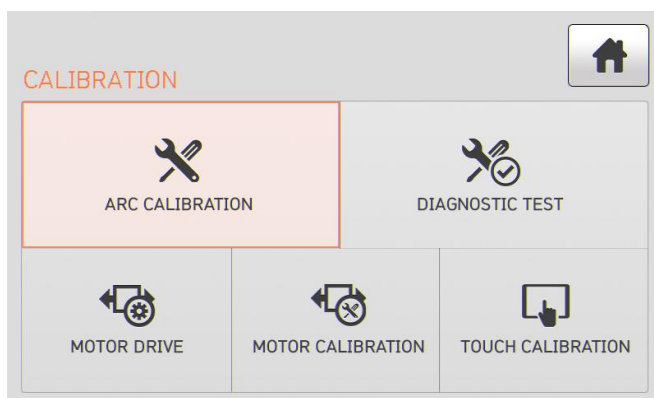 CALIBRATION
ARC CALIBRATION
DIAGNOSTIC TEST
MOTOR DRIVE
MOTOR CALIBRATION
TOUCH CALIBRATION